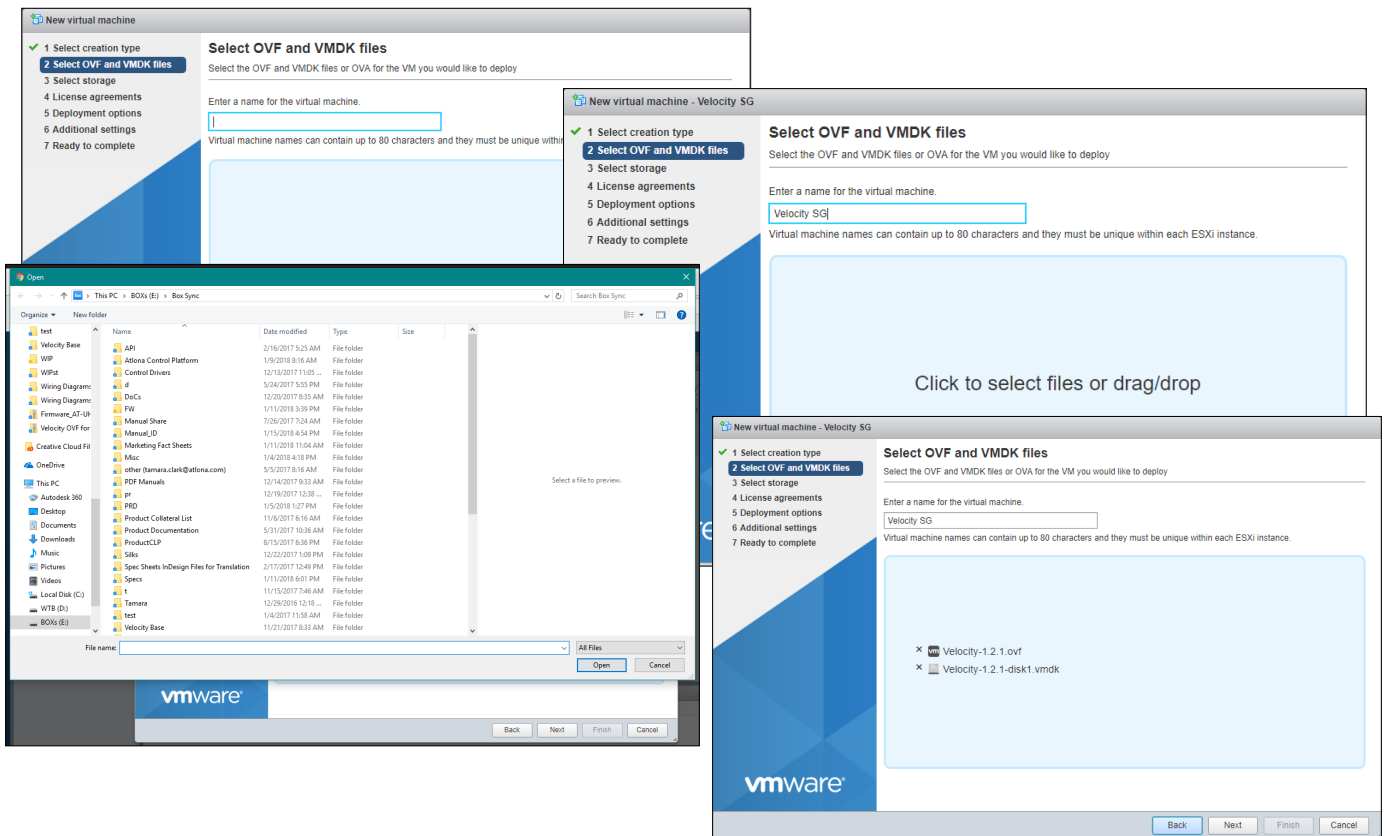 New virtual machine
1 Select creation type
2 Select OVF and VMDK files
3 Select storage
4 License agreements
5 Deployment options
6 Additional settings
7 Ready to complete
Select OVF and VMDK files
Select the OVF and VMDK files or OVA for the VM you would like to deploy
Enter a name for the virtual machine.
Virtual machine names can contain up to 80 characters and they must be unique within
New virtual machine - Velocity SG
1 Select creation type
2 Select OVF and VMDK files
3 Select storage
4 License agreements
5 Deployment options
6 Additional settings
7 Ready to complete
Select OVF and VMDK files
Select the OVF and VMDK files or OVA for the VM you would like to deploy
Enter a name for the virtual machine.
Velocity SG
Virtual machine names can contain up to 80 characters and they must be unique within each ESXi instance.
Click to select files or drag/drop
Open
This PC > BOXs (E:) > Box Sync
Search Box Sync
Organize
New folder
test
Velocity Base
WIP
WIPst
Wiring Diagrams
Wiring Diagrams
Firmware_AT-UH
Velocity OVF for
Creative Cloud Fil
OneDrive
This PC
Autodesk 360
Desktop
Documents
Downloads
Music
Pictures
Videos
Local Disk (C:)
WTB (D:)
BOXs (E:)
Name Date modified Type Size
API 2/16/2017 5:25 AM File folder
Atlona Control Platform 1/9/2018 8:16 AM File folder
Control Drivers 12/13/2017 11:05 ... File folder
d 5/24/2017 5:55 PM File folder
DoCs 12/20/2017 8:35 AM File folder
FW 1/11/2018 3:39 PM File folder
Manual Share 7/26/2017 7:24 AM File folder
Manual_ID 1/15/2018 4:54 PM File folder
Marketing Fact Sheets 1/11/2018 11:04 AM File folder
Misc 1/4/2018 4:18 PM File folder
other (tamara.clark@atlona.com) 5/5/2017 8:16 AM File folder
PDF Manuals 12/14/2017 9:33 AM File folder
pr 12/19/2017 12:38 ... File folder
PRD 1/5/2018 1:27 PM File folder
Product Collateral List 11/6/2017 6:16 AM File folder
Product Documentation 5/31/2017 10:36 AM File folder
ProductCLP 8/15/2017 6:36 PM File folder
Silks 12/22/2017 1:09 PM File folder
Spec Sheets InDesign Files for Translation 2/17/2017 12:49 PM File folder
Specs 1/11/2018 6:01 PM File folder
t 11/15/2017 7:46 AM File folder
Tamara 12/29/2016 12:18 ... File folder
test 1/4/2017 11:58 AM File folder
Velocity Base 11/21/2017 8:33 AM File folder
Select a file to preview.
File name:
All Files
Open
Cancel
vmware
Back
Next
Finish
Cancel
New virtual machine - Velocity SG
1 Select creation type
2 Select OVF and VMDK files
3 Select storage
4 License agreements
5 Deployment options
6 Additional settings
7 Ready to complete
Select OVF and VMDK files
Select the OVF and VMDK files or OVA for the VM you would like to deploy
Enter a name for the virtual machine.
Velocity SG
Virtual machine names can contain up to 80 characters and they must be unique within each ESXi instance.
vm Velocity-1.2.1.ovf
Velocity-1.2.1-disk1.vmdk
vmware
Back
Next
Finish
Cancel